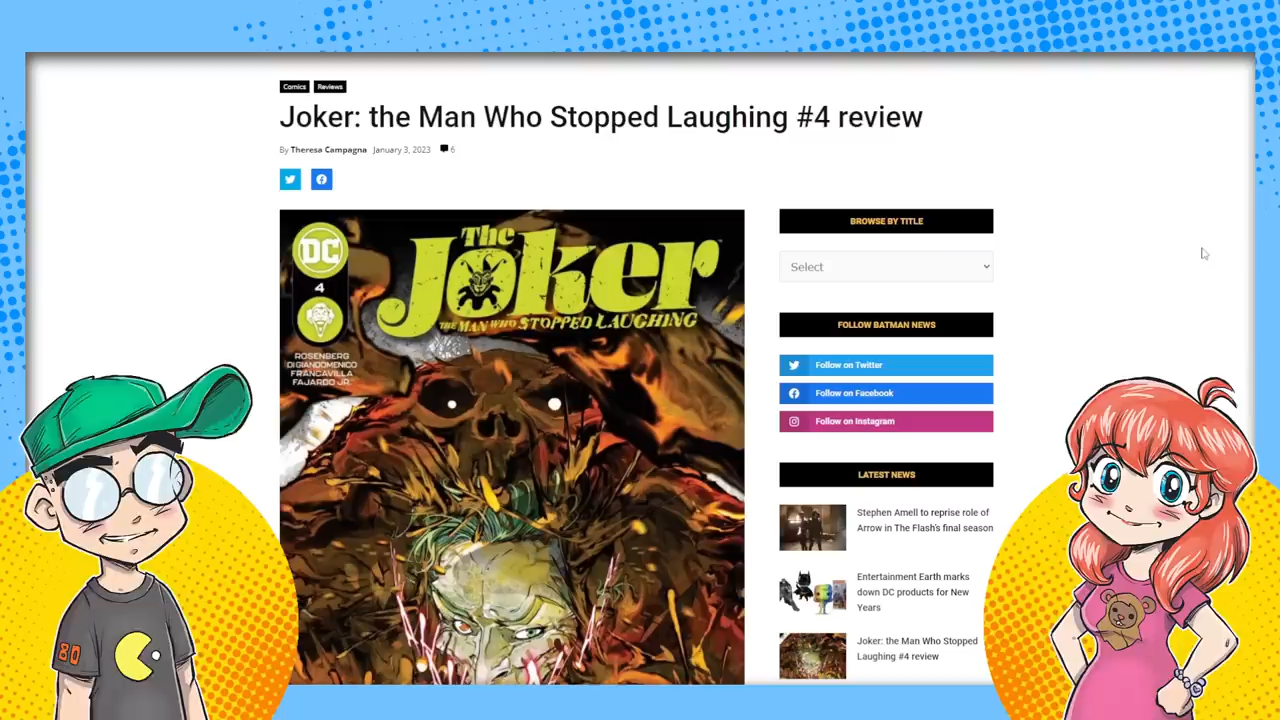 Comics Reviews
Joker: the Man Who Stopped Laughing #4 review
By Theresa Campagna January 3, 2023 6
DC
4
The
Joker
THE MAN WHO STOPPED LAUGHING
ROSENBERG
DIGIANDOMENICO
FRANCAVILLA
FAJARDO JR.
BROWSE BY TITLE
Select
FOLLOW BATMAN NEWS
Follow on Twitter
Follow on Facebook
Follow on Instagram
LATEST NEWS
Stephen Amell to reprise role of
Arrow in The Flash's final season
Entertainment Earth marks
down DC products for New
Years
Joker: the Man Who Stopped
Laughing #4 review
80